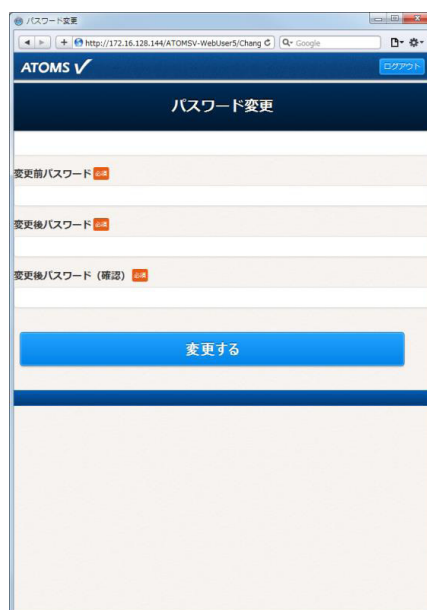 パスワード変更
http://172.16.128.144/ATOMSV-WebUser5/Chang
Google
ATOMS V
ログアウト
パスワード変更
変更前パスワード 必須
変更後パスワード 必須
変更後パスワード（確認） 必須
変更する